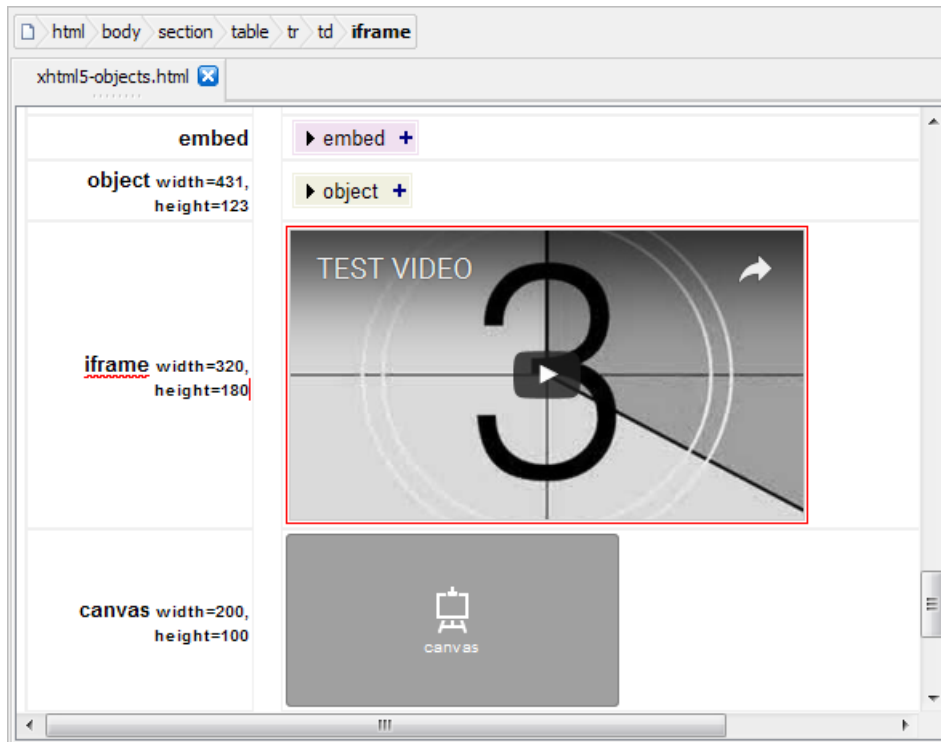 html body section table tr td iframe
xhtml5-objects.html
embed
embed +
object width=431,
height=123
object +
TEST VIDEO
3
iframe width=320,
height=180
canvas width=200,
height=100
canvas